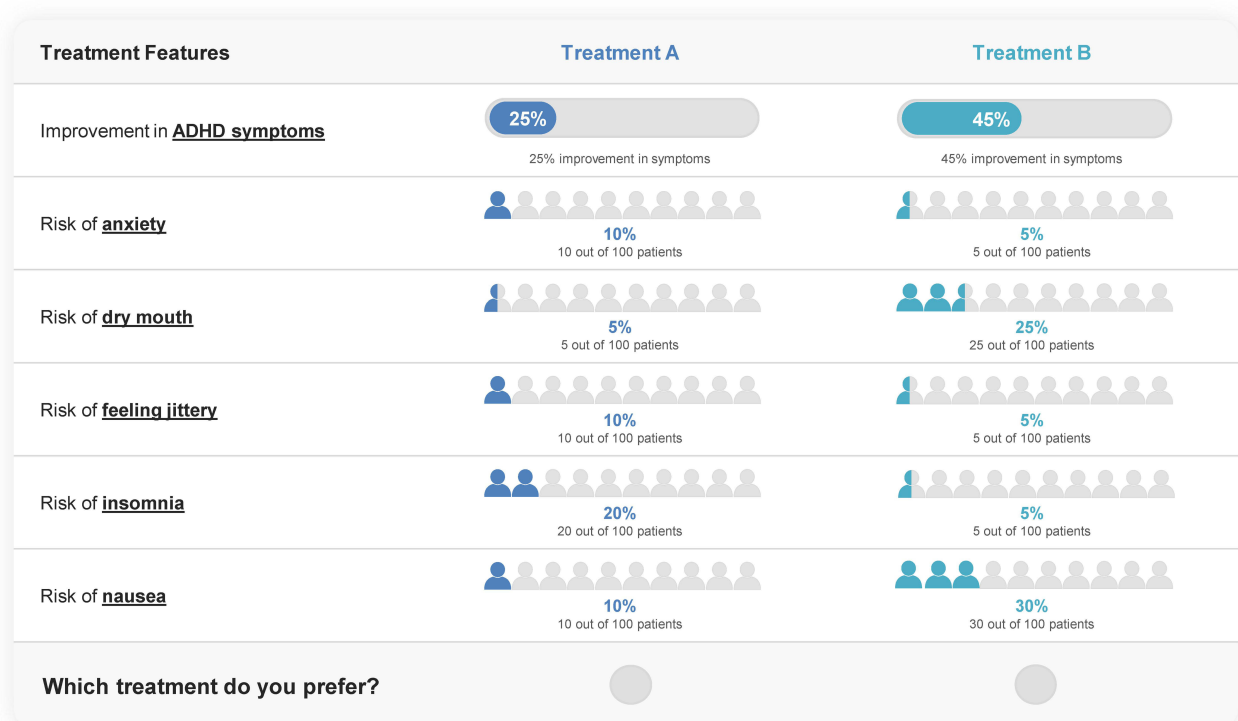 Treatment Features Treatment A Treatment B
25% 45%
Improvement in ADHD symptoms
25% improvement in symptoms 45% improvement in symptoms
Risk of anxiety
10% 5%
10 out of 100 patients 5 out of 100 patients
Risk of dry mouth
5% 25%
5 out of 100 patients 25 out of 100 patients
Risk of feeling jittery
10% 5%
10 out of 100 patients 5 out of 100 patients
Risk of insomnia
20% 5%
20 out of 100 patients 5 out of 100 patients
Risk of nausea
10% 30%
10 out of 100 patients 30 out of 100 patients
Which treatment do you prefer?